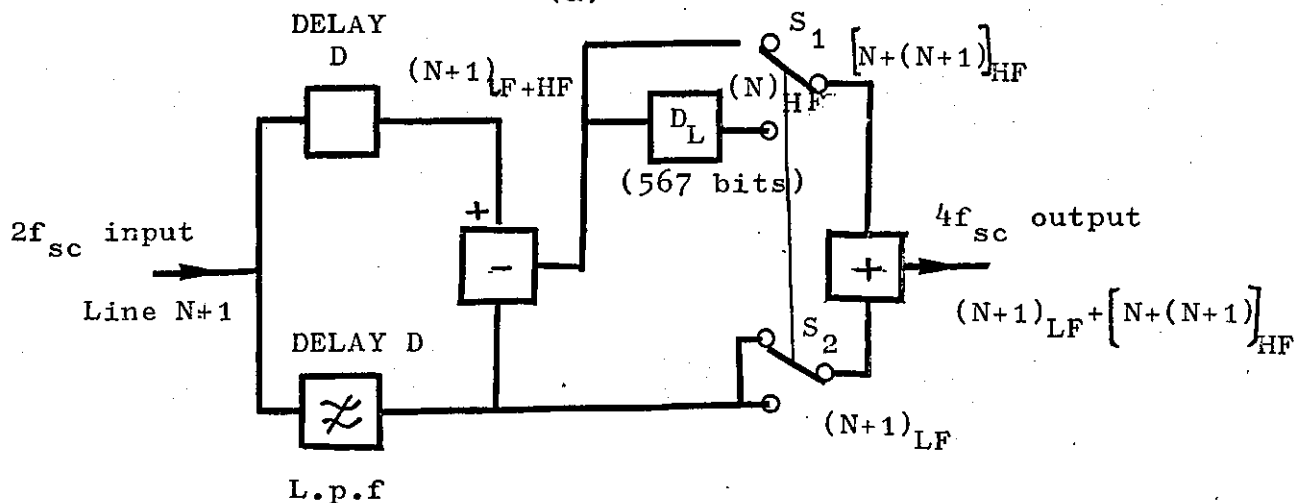 DELAY
D
(N+1)LF+HF
S1
[N+(N+1)]HF
(N)HF
DL
(567 bits)
+
2fsc input
-
+
4fsc output
Line N+1
(N+1)LF+[N+(N+1)]HF
DELAY D
S2
(N+1)LF
L.p.f